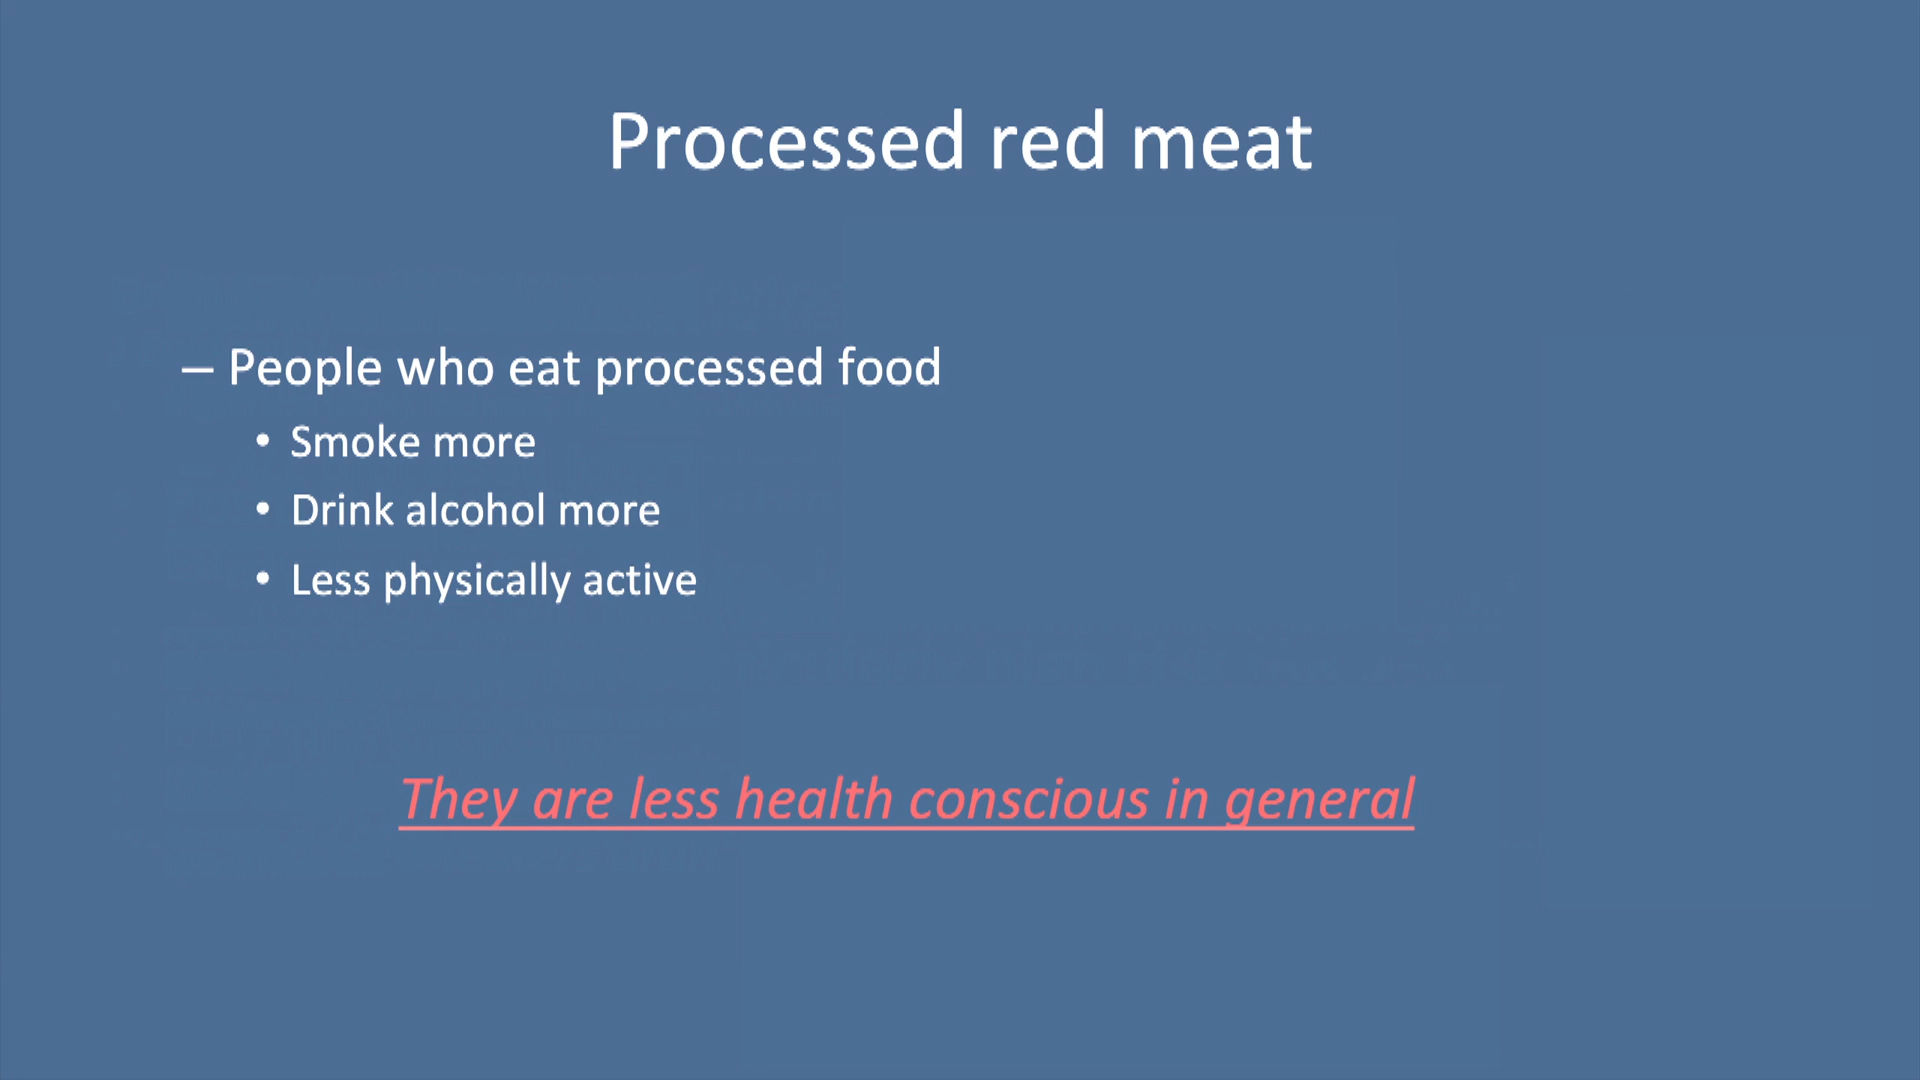 Processed red meat
– People who eat processed food
• Smoke more
• Drink alcohol more
• Less physically active
They are less health conscious in general